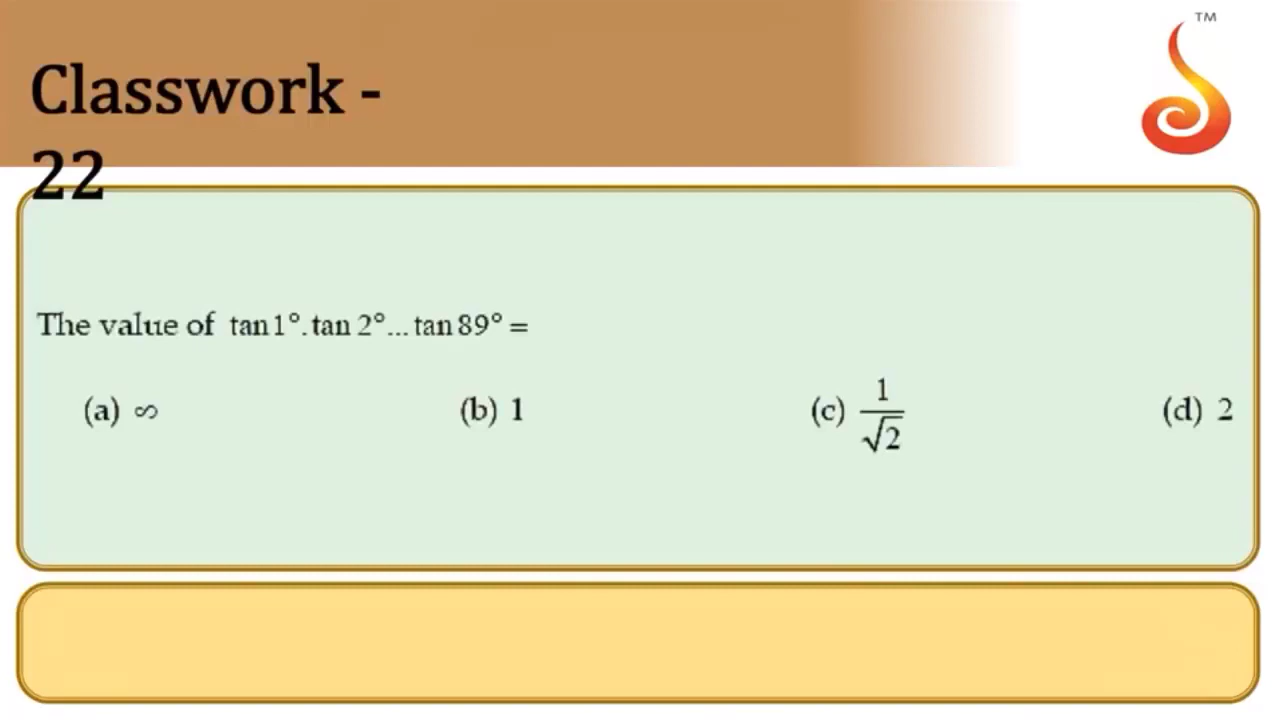 TM
Classwork -
22
The value of tan 1°. tan 2°... tan 89° =
(a) ∞ (b) 1 (c) 1/√2 (d) 2